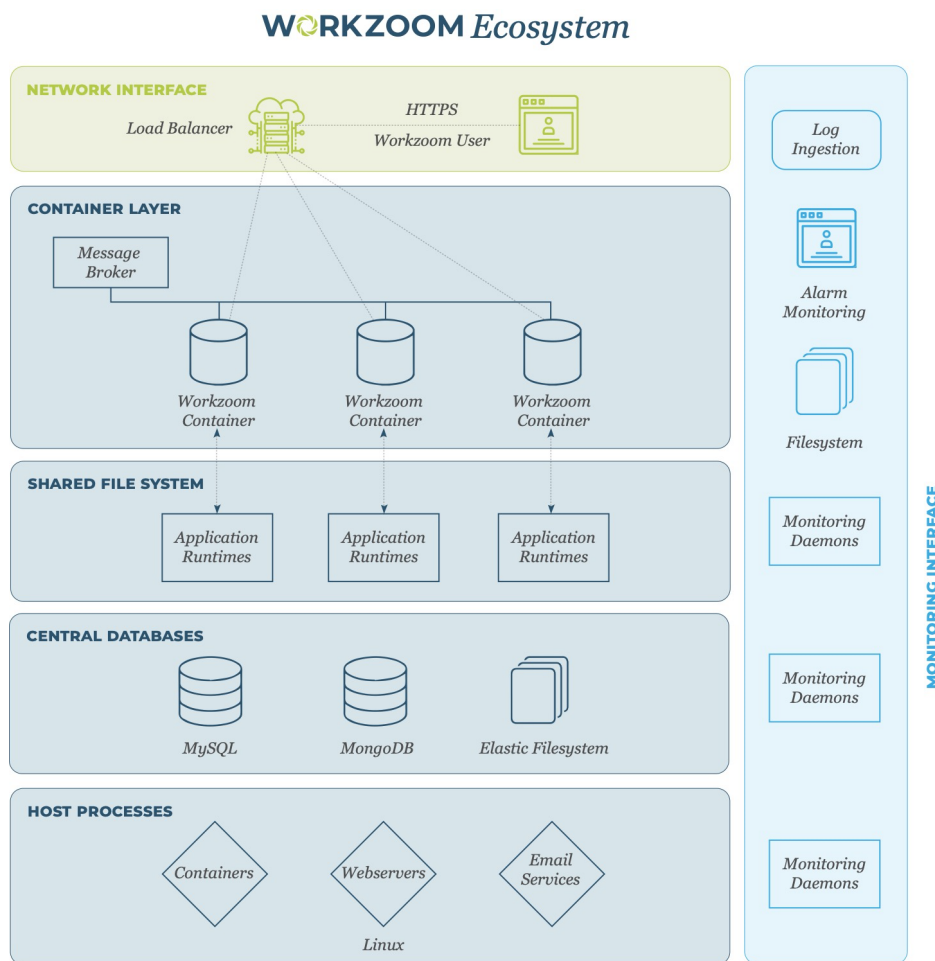 WORKZOOM Ecosystem
NETWORK INTERFACE
Load Balancer
HTTPS
Workzoom User
CONTAINER LAYER
Message
Broker
Workzoom
Container
Workzoom
Container
Workzoom
Container
SHARED FILE SYSTEM
Application
Runtimes
Application
Runtimes
Application
Runtimes
CENTRAL DATABASES
MySQL
MongoDB
Elastic Filesystem
HOST PROCESSES
Containers
Webservers
Email
Services
Linux
Log
Ingestion
Alarm
Monitoring
Filesystem
Monitoring
Daemons
Monitoring
Daemons
Monitoring
Daemons
MONITORING INTERFACE